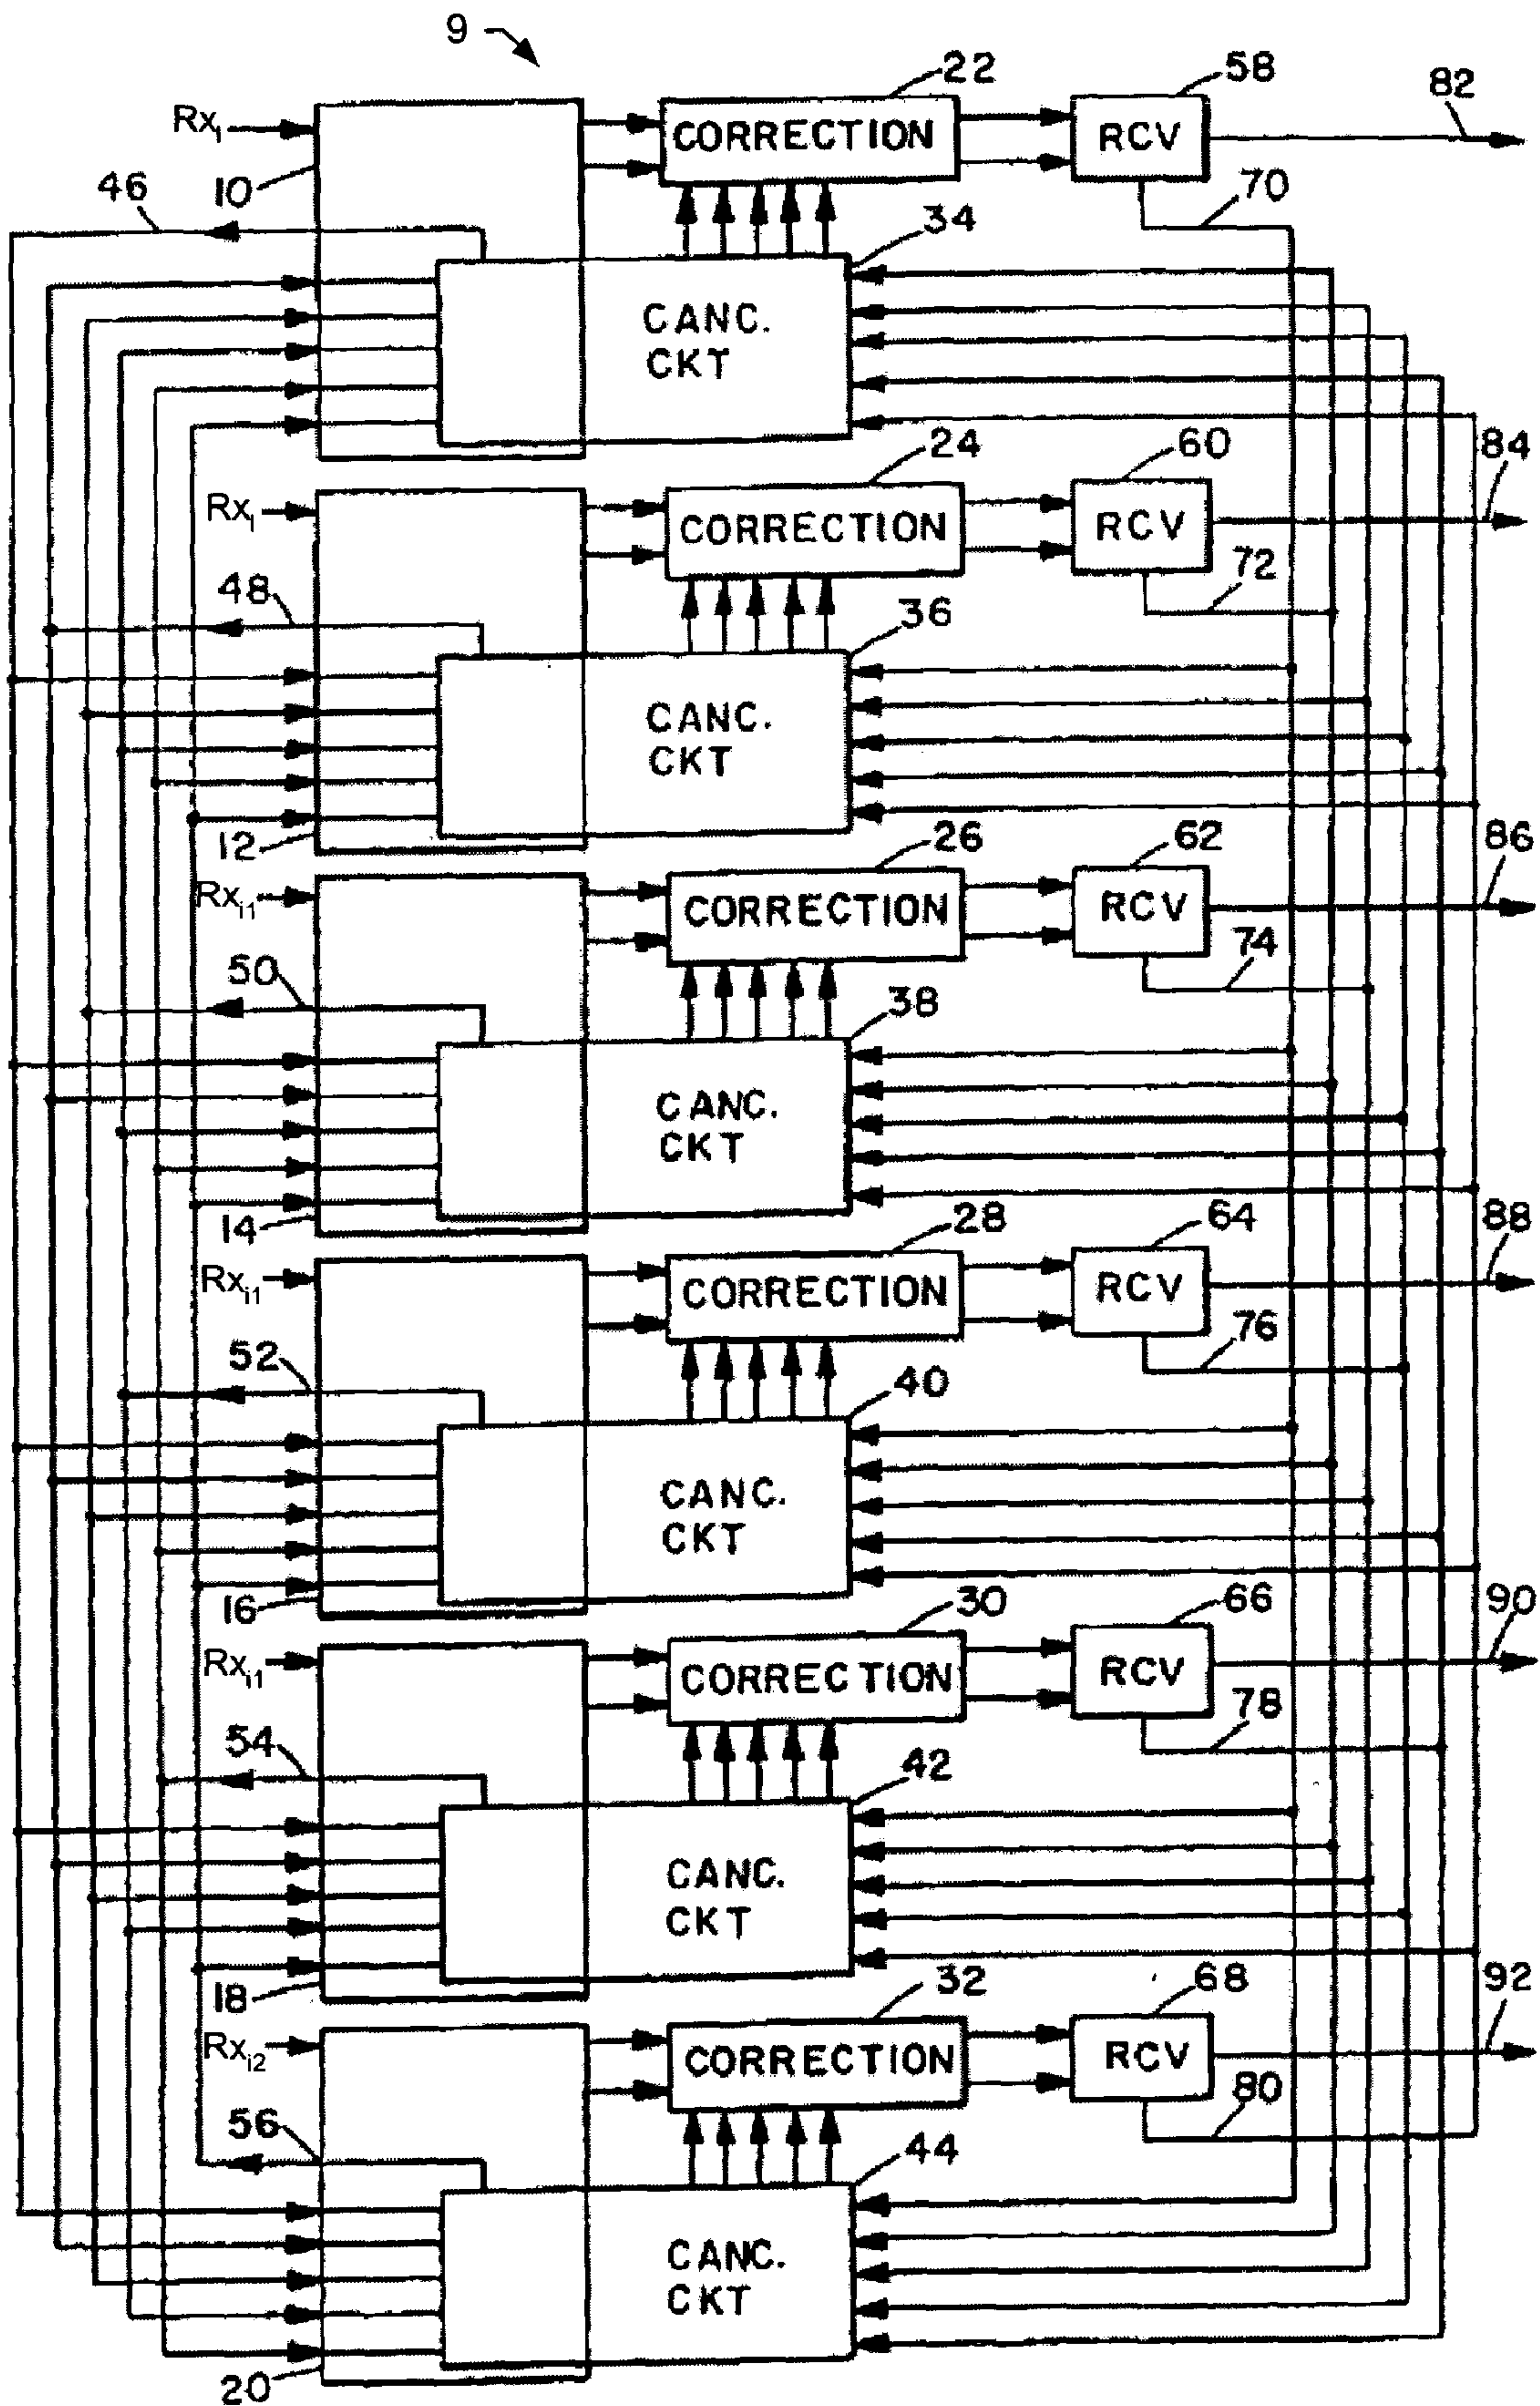 9
22
58
82
Rx₁
CORRECTION
RCV
10
46
70
34
CANC.
CKT
24
60
84
Rx₁
CORRECTION
RCV
48
72
36
CANC.
CKT
12
26
62
86
Rxᵢ₁
CORRECTION
RCV
50
74
38
CANC.
CKT
14
28
64
88
Rxᵢ₁
CORRECTION
RCV
52
76
40
CANC.
CKT
16
30
66
90
Rxᵢ₁
CORRECTION
RCV
54
78
42
CANC.
CKT
18
32
68
92
Rxᵢ₂
CORRECTION
RCV
56
80
44
CANC.
CKT
20